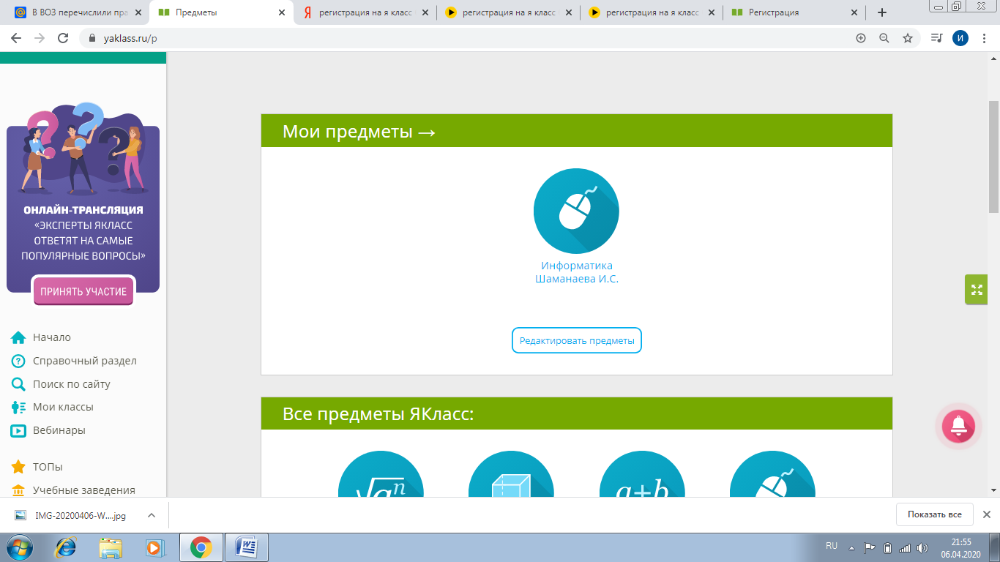 В ВОЗ перечислили пра
Предметы
регистрация на я класс
регистрация на я класс
регистрация на я класс
Регистрация
yaklass.ru/p
И
ОНЛАЙН-ТРАНСЛЯЦИЯ
«ЭКСПЕРТЫ ЯКЛАСС
ОТВЕТЯТ НА САМЫЕ
ПОПУЛЯРНЫЕ ВОПРОСЫ»
ПРИНЯТЬ УЧАСТИЕ
Начало
Справочный раздел
Поиск по сайту
Мои классы
Вебинары
ТОПы
Учебные заведения
Мои предметы →
Информатика
Шаманаева И.С.
Редактировать предметы
Все предметы ЯКласс:
√aⁿ
a+b
IMG-20200406-W....jpg
Показать все
RU
21:55
06.04.2020